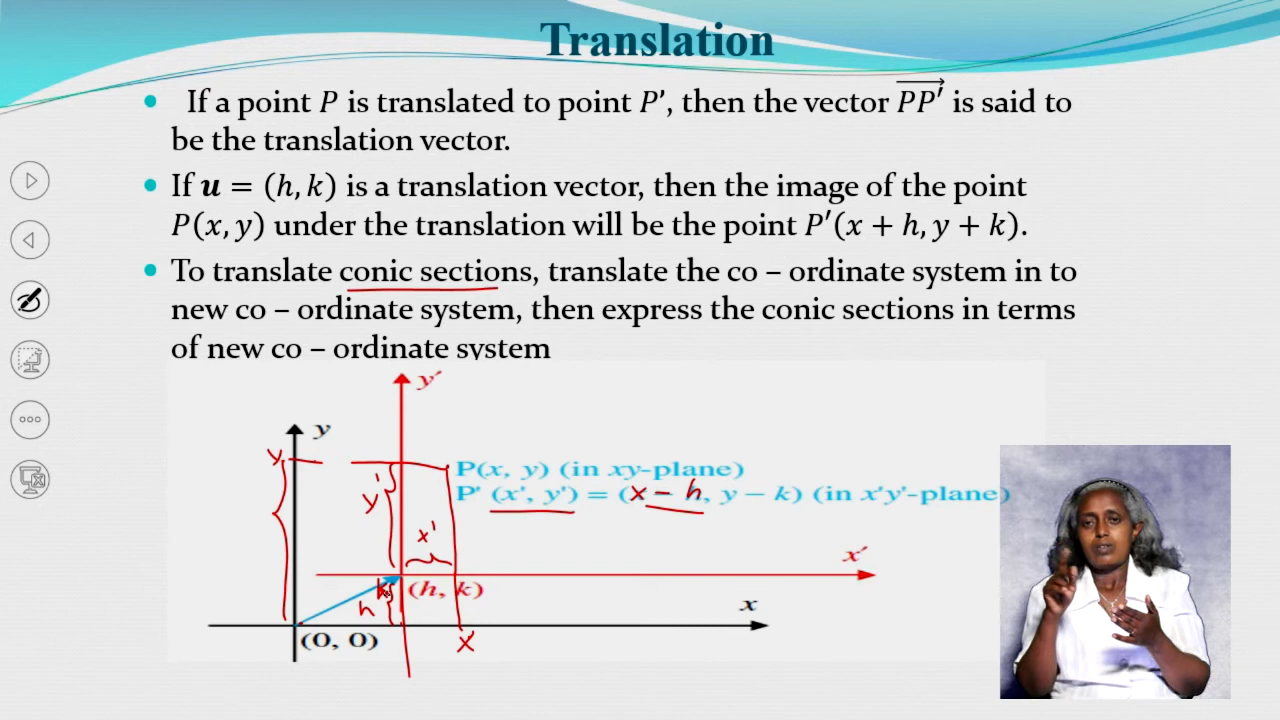 Translation
• If a point P is translated to point P’, then the vector PP′ is said to
be the translation vector.
• If u = (h, k) is a translation vector, then the image of the point
P(x, y) under the translation will be the point P′(x + h, y + k).
• To translate conic sections, translate the co – ordinate system in to
new co – ordinate system, then express the conic sections in terms
of new co – ordinate system
y′
y
y
P(x, y) (in xy-plane)
y'
P' (x', y') = (x − h, y − k) (in x'y'-plane)
x'
x′
k
(h, k)
h
x
(0, 0)
x